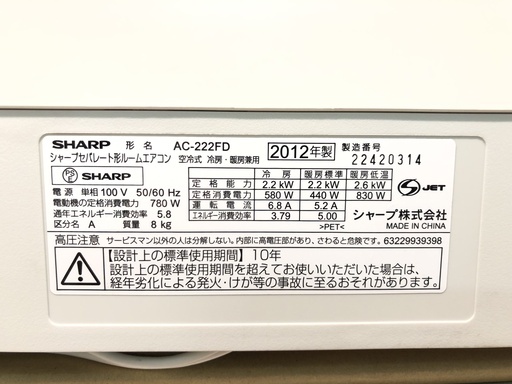 SHARP 形 名 AC-222FD 2012年製 製造番号
シャープセパレート形ルームエアコン 空冷式 冷房・暖房兼用 22420314
PS E SHARP
電源 単相100 V 50/60 Hz
電動機の定格消費電力 780 W
通年エネルギー消費効率 5.8
区分名 A 質量 8 kg
冷 房 暖房標準 暖房低温
定 格 能 力 2.2 kW 2.2 kW 2.6 kW
定格消費電力 580 W 440 W 830 W
運 転 電 流 6.8 A 5.2 A
エネルギー消費効率 3.79 5.00
>PET<
S JET
シャープ株式会社
MADE IN CHINA
高圧注意 サービスマン以外の人は分解しない。内部に高電圧部があり、さわると危険です。 63229939398
【設計上の標準使用期間】10年
設計上の標準使用期間を超えてお使いいただいた場合は、
経年劣化による発火・けが等の事故に至るおそれがあります。